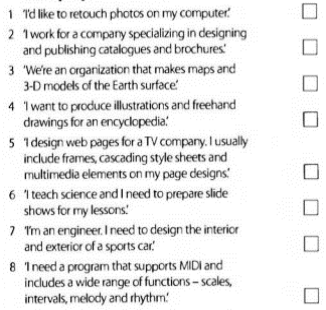 1 'I'd like to retouch photos on my computer.'
2 'I work for a company specializing in designing
and publishing catalogues and brochures.'
3 'We're an organization that makes maps and
3-D models of the Earth surface.'
4 'I want to produce illustrations and freehand
drawings for an encyclopedia.'
5 'I design web pages for a TV company. I usually
include frames, cascading style sheets and
multimedia elements on my page designs.'
6 'I teach science and I need to prepare slide
shows for my lessons.'
7 'I'm an engineer. I need to design the interior
and exterior of a sports car.'
8 'I need a program that supports MIDI and
includes a wide range of functions – scales,
intervals, melody and rhythm.'